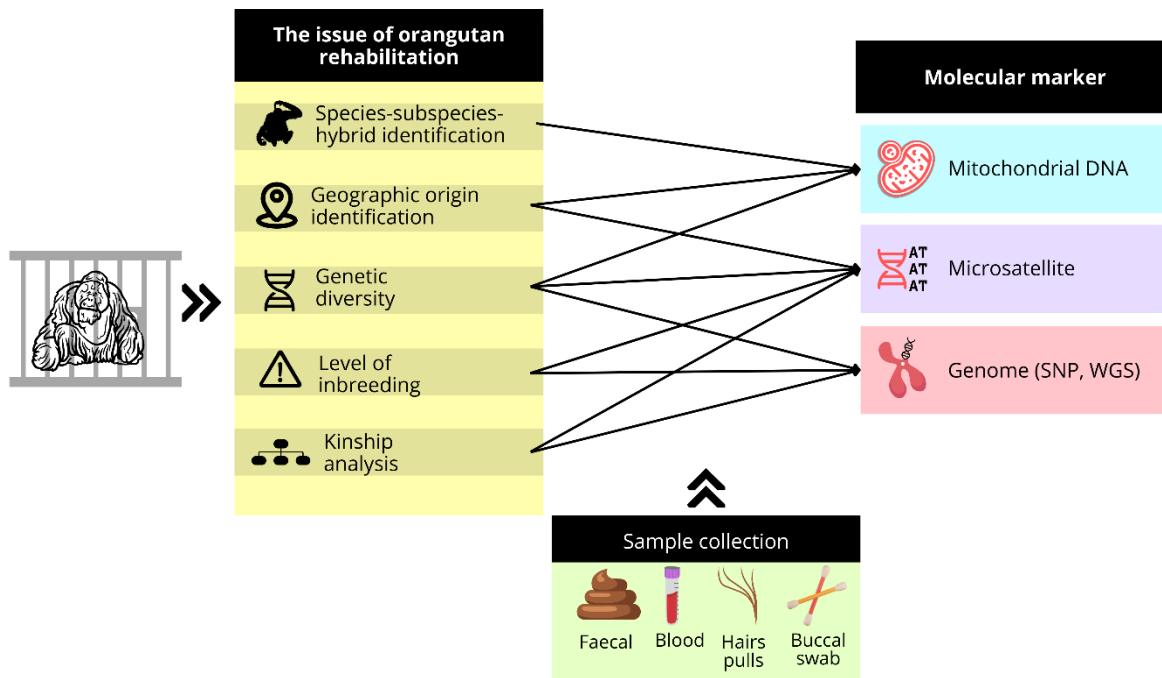 The issue of orangutan
rehabilitation
Species-subspecies-
hybrid identification
Geographic origin
identification
Genetic
diversity
Level of
inbreeding
Kinship
analysis
Molecular marker
Mitochondrial DNA
AT
AT
AT
Microsatellite
Genome (SNP, WGS)
Sample collection
Faecal
Blood
Hairs
pulls
Buccal
swab